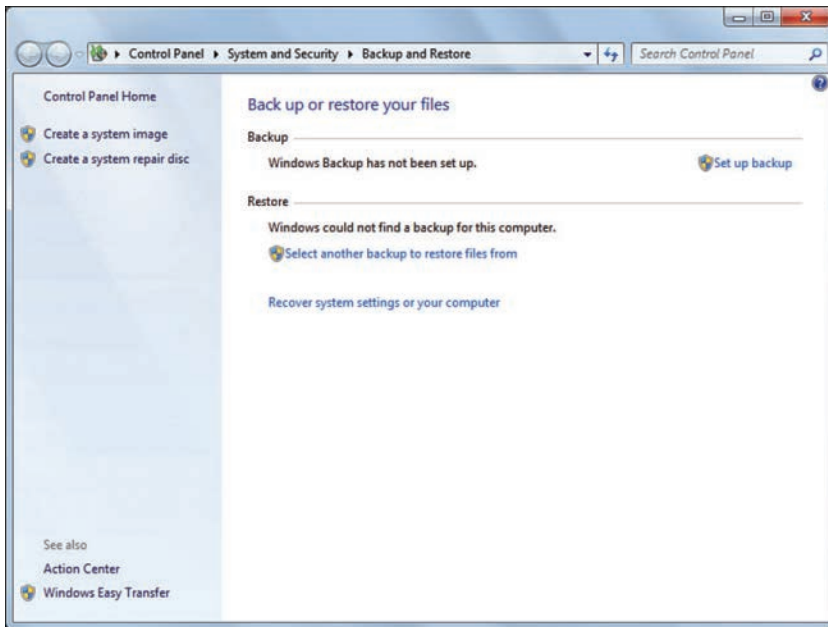 Control Panel ▸ System and Security ▸ Backup and Restore
Search Control Panel
Control Panel Home
Create a system image
Create a system repair disc
Back up or restore your files
Backup
Windows Backup has not been set up.
Set up backup
Restore
Windows could not find a backup for this computer.
Select another backup to restore files from
Recover system settings or your computer
See also
Action Center
Windows Easy Transfer